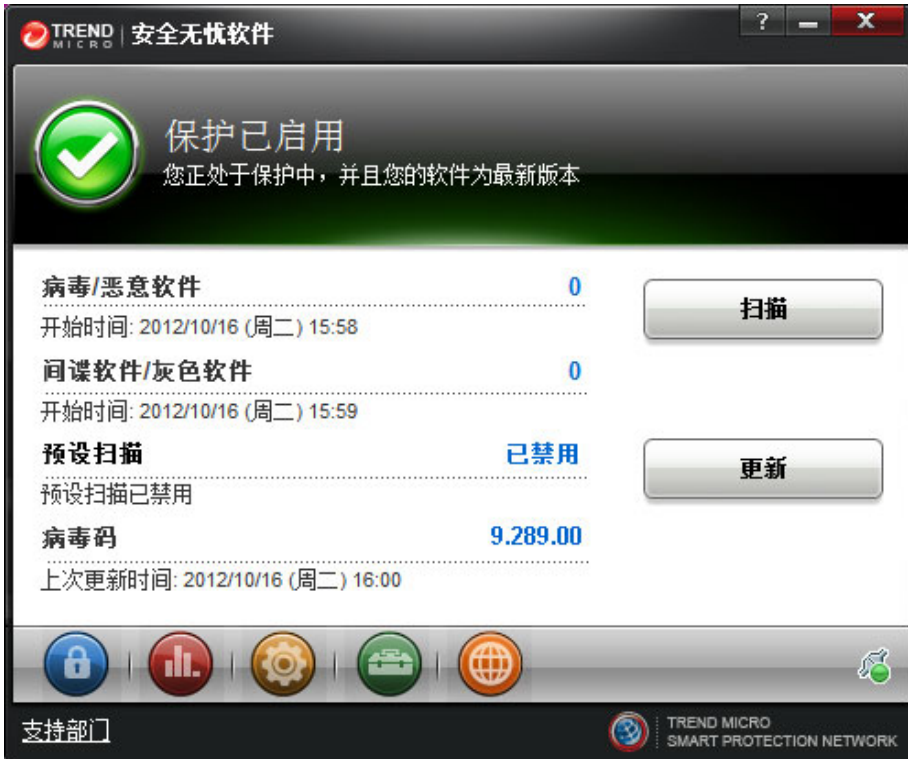 TREND MICRO | 安全无忧软件
?
保护已启用
您正处于保护中，并且您的软件为最新版本
病毒/恶意软件 0
开始时间: 2012/10/16 (周二) 15:58
扫描
间谍软件/灰色软件 0
开始时间: 2012/10/16 (周二) 15:59
预设扫描 已禁用
预设扫描已禁用
更新
病毒码 9.289.00
上次更新时间: 2012/10/16 (周二) 16:00
支持部门
TREND MICRO
SMART PROTECTION NETWORK